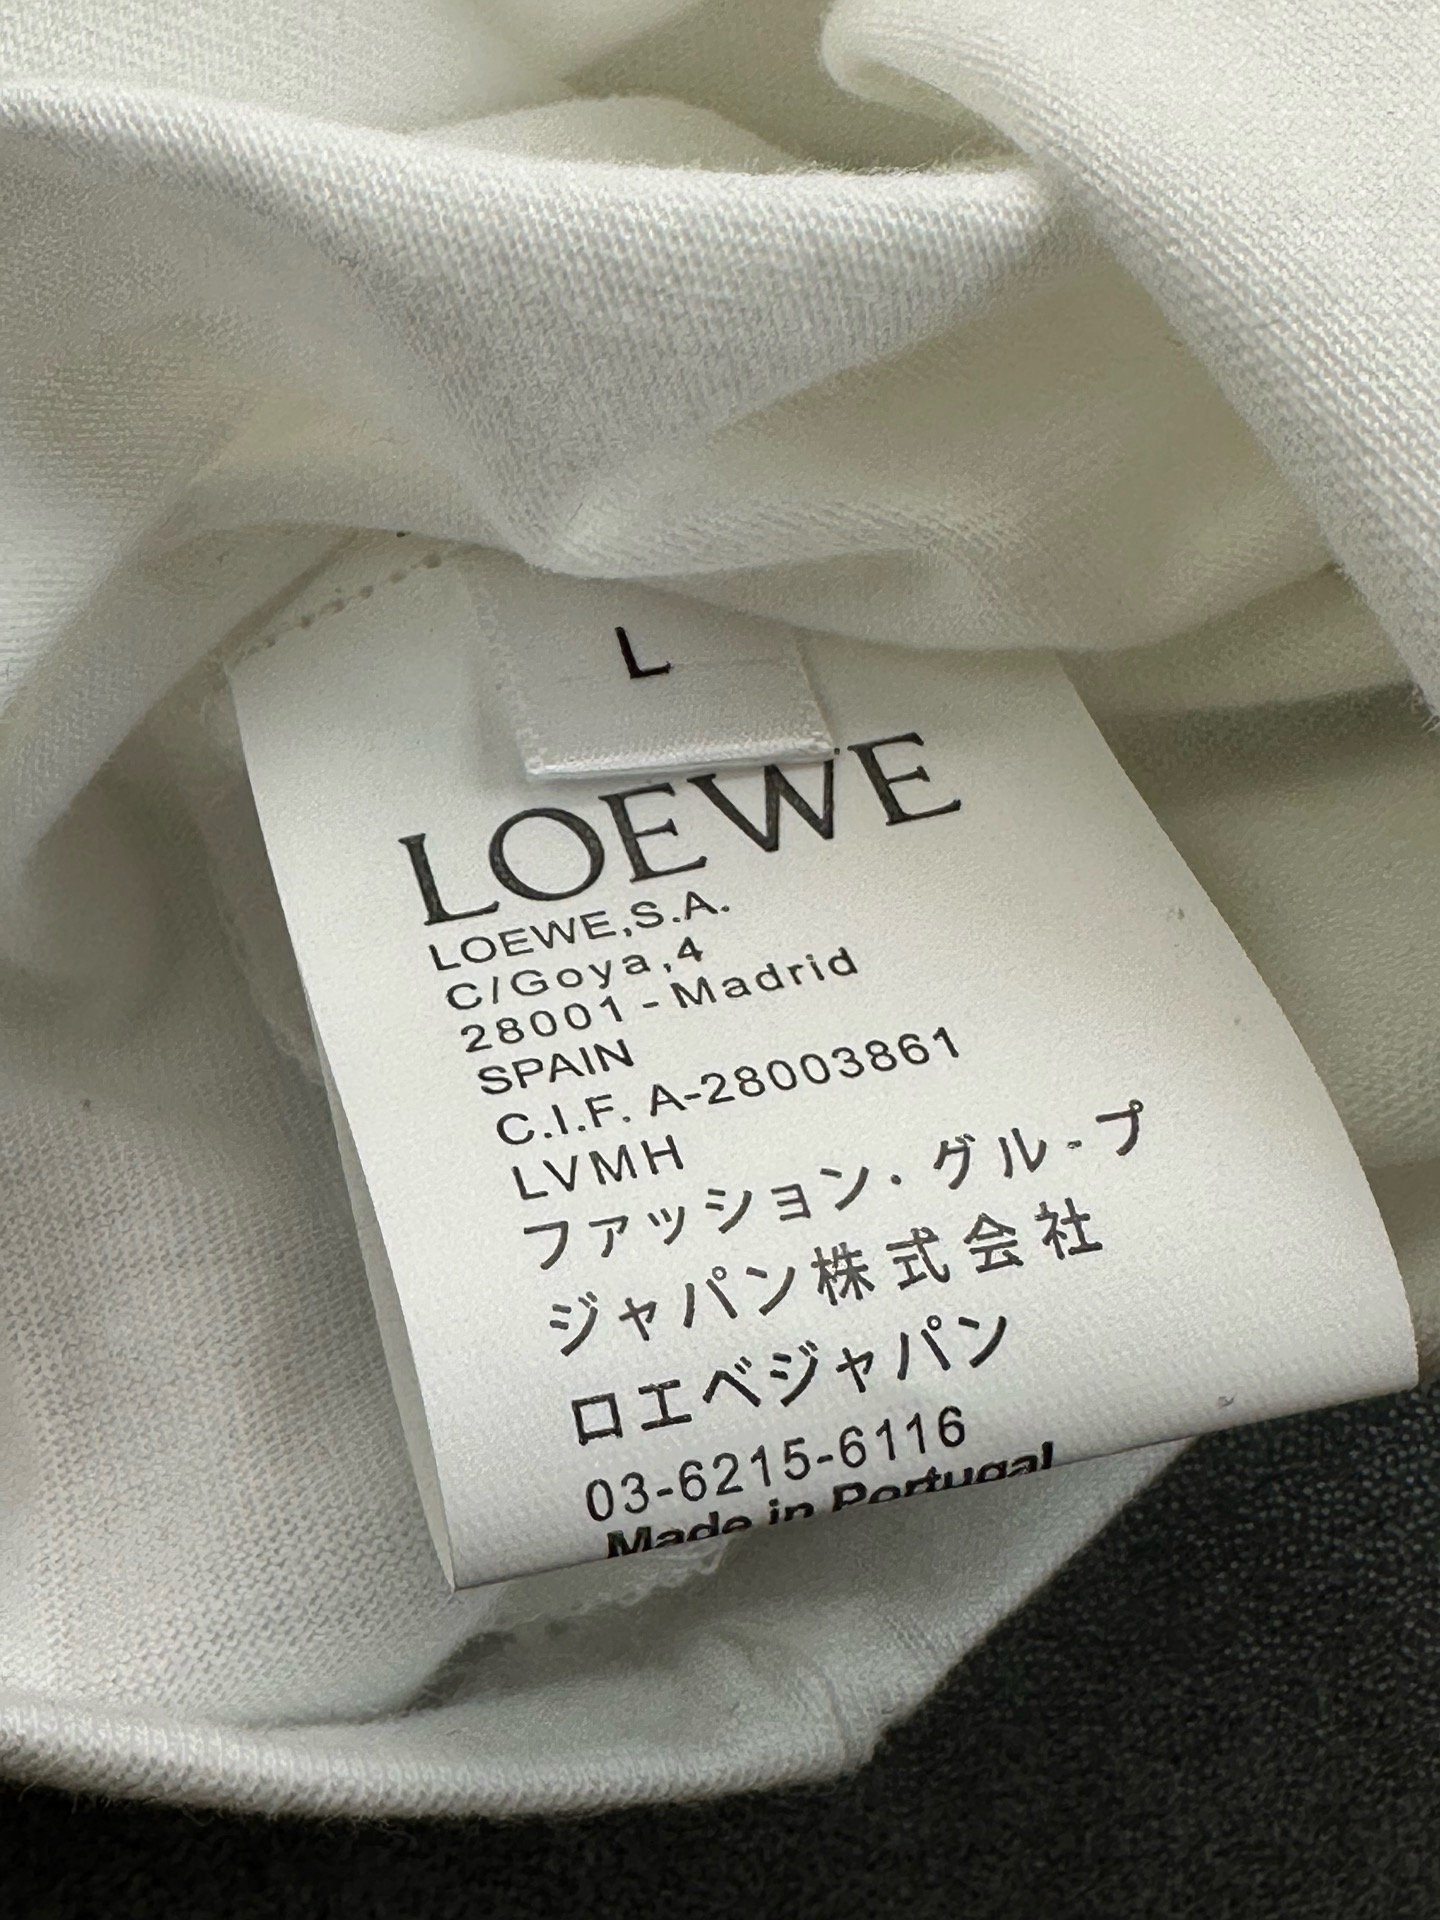 L
LOEWE
LOEWE,S.A.
C/Goya,4
28001 - Madrid
SPAIN
C.I.F. A-28003861
LVMH
ファッション・グル-プ
ジャパン株式会社
ロエベジャパン
03-6215-6116
Made in Portugal